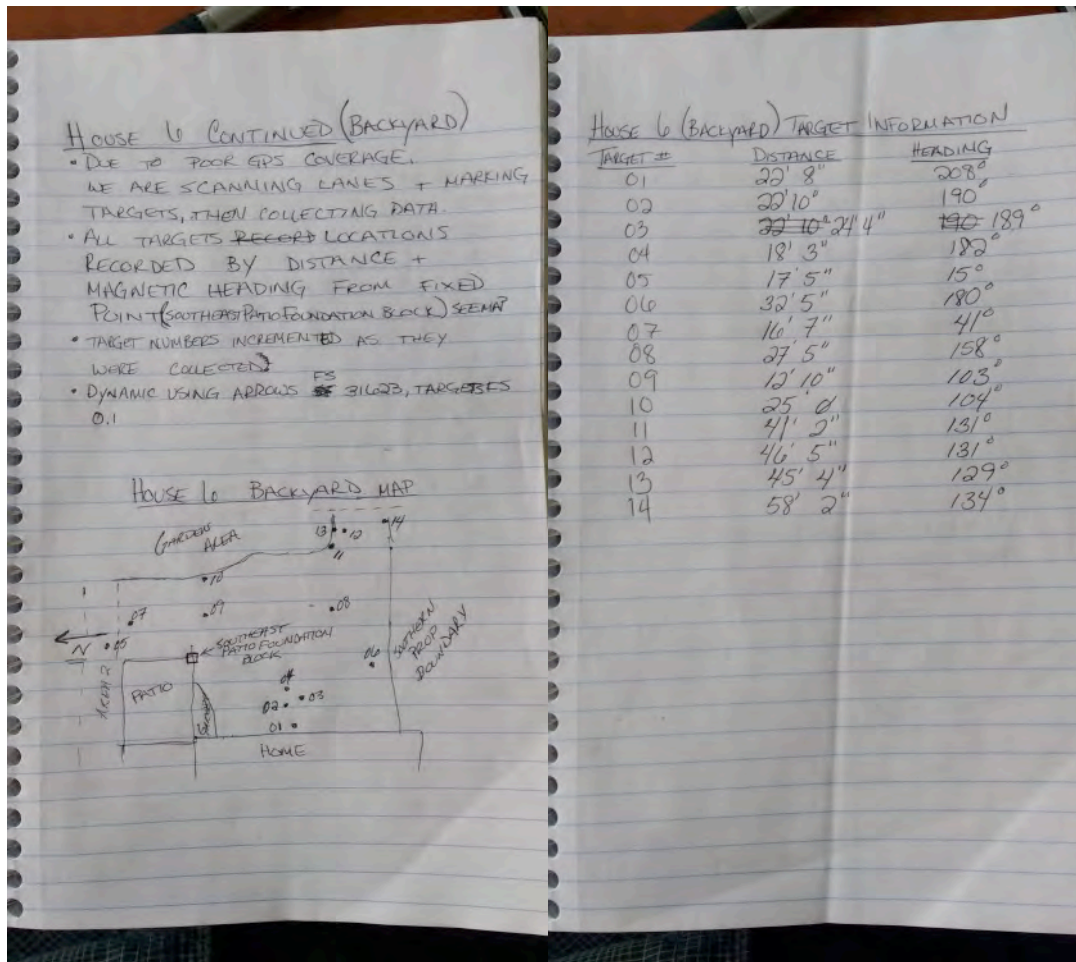 HOUSE 6 CONTINUED (BACKYARD)
• DUE TO POOR GPS COVERAGE.
WE ARE SCANNING LANES + MARKING
TARGETS, THEN COLLECTING DATA.
• ALL TARGETS RECORD LOCATIONS
RECORDED BY DISTANCE +
MAGNETIC HEADING FROM FIXED
POINT (SOUTHEAST PATIO FOUNDATION BLOCK) SEE MAP
• TARGET NUMBERS INCREMENTED AS THEY
WERE COLLECTED
• DYNAMIC USING ARROWS FS 31623, TARGETS FS
0.1
HOUSE 6 BACKYARD MAP
GARDEN AREA
13 12 14
11
10
07 09 08
N 05
SOUTHEAST
PATIO FOUNDATION
BLOCK
06
SOUTHERN
PROP
BOUNDARY
AREA 2
PATIO
04
02 03
01
HOME
HOUSE 6 (BACKYARD) TARGET INFORMATION
TARGET # DISTANCE HEADING
01 22' 8" 208°
02 22' 10" 190°
03 22' 10" 24' 4" 190 189°
04 18' 3" 182°
05 17' 5" 15°
06 32' 5" 180°
07 16' 7" 41°
08 27' 5" 158°
09 12' 10" 103°
10 25' 0 104°
11 41' 2" 131°
12 46' 5" 131°
13 45' 4" 129°
14 58' 2" 134°